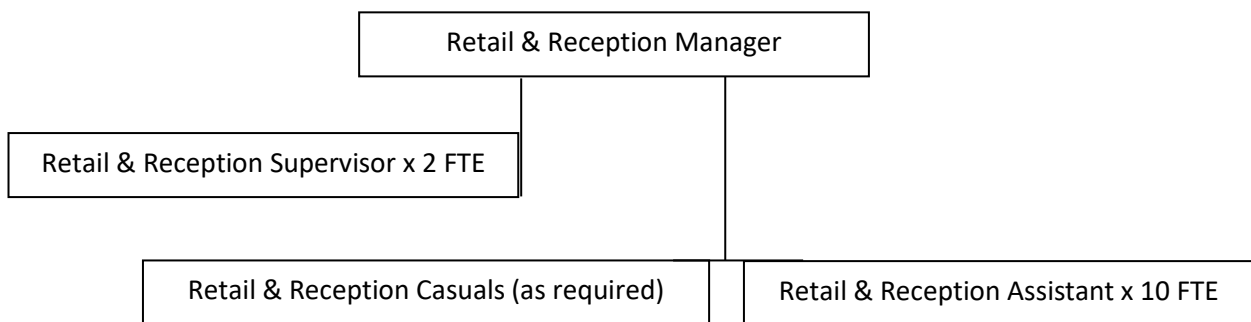 Retail & Reception Manager
Retail & Reception Supervisor x 2 FTE
Retail & Reception Casuals (as required)
Retail & Reception Assistant x 10 FTE